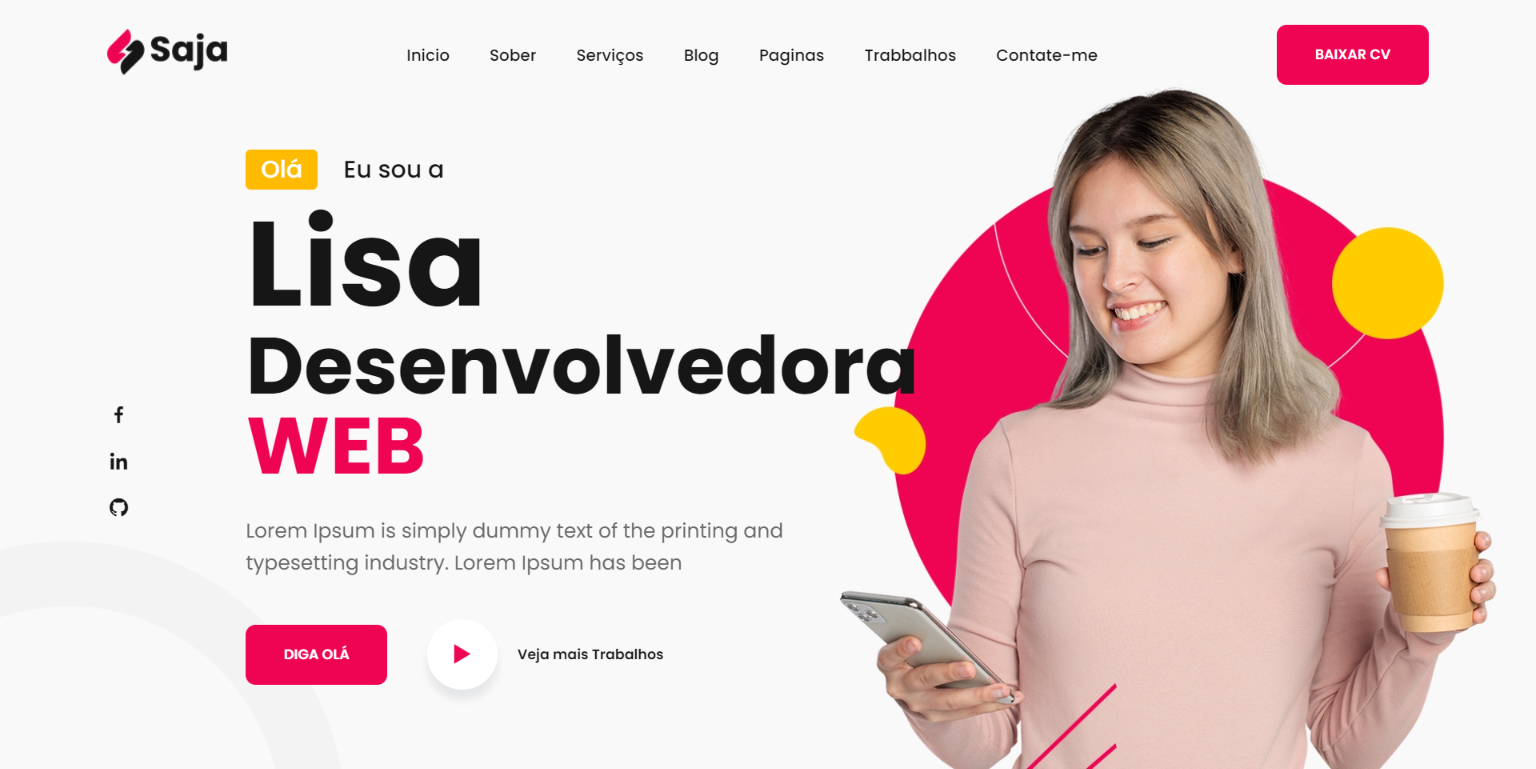 Saja
Inicio Sober Serviços Blog Paginas Trabbalhos Contate-me
BAIXAR CV
Olá Eu sou a
Lisa
Desenvolvedora
WEB
Lorem Ipsum is simply dummy text of the printing and
typesetting industry. Lorem Ipsum has been
DIGA OLÁ
Veja mais Trabalhos